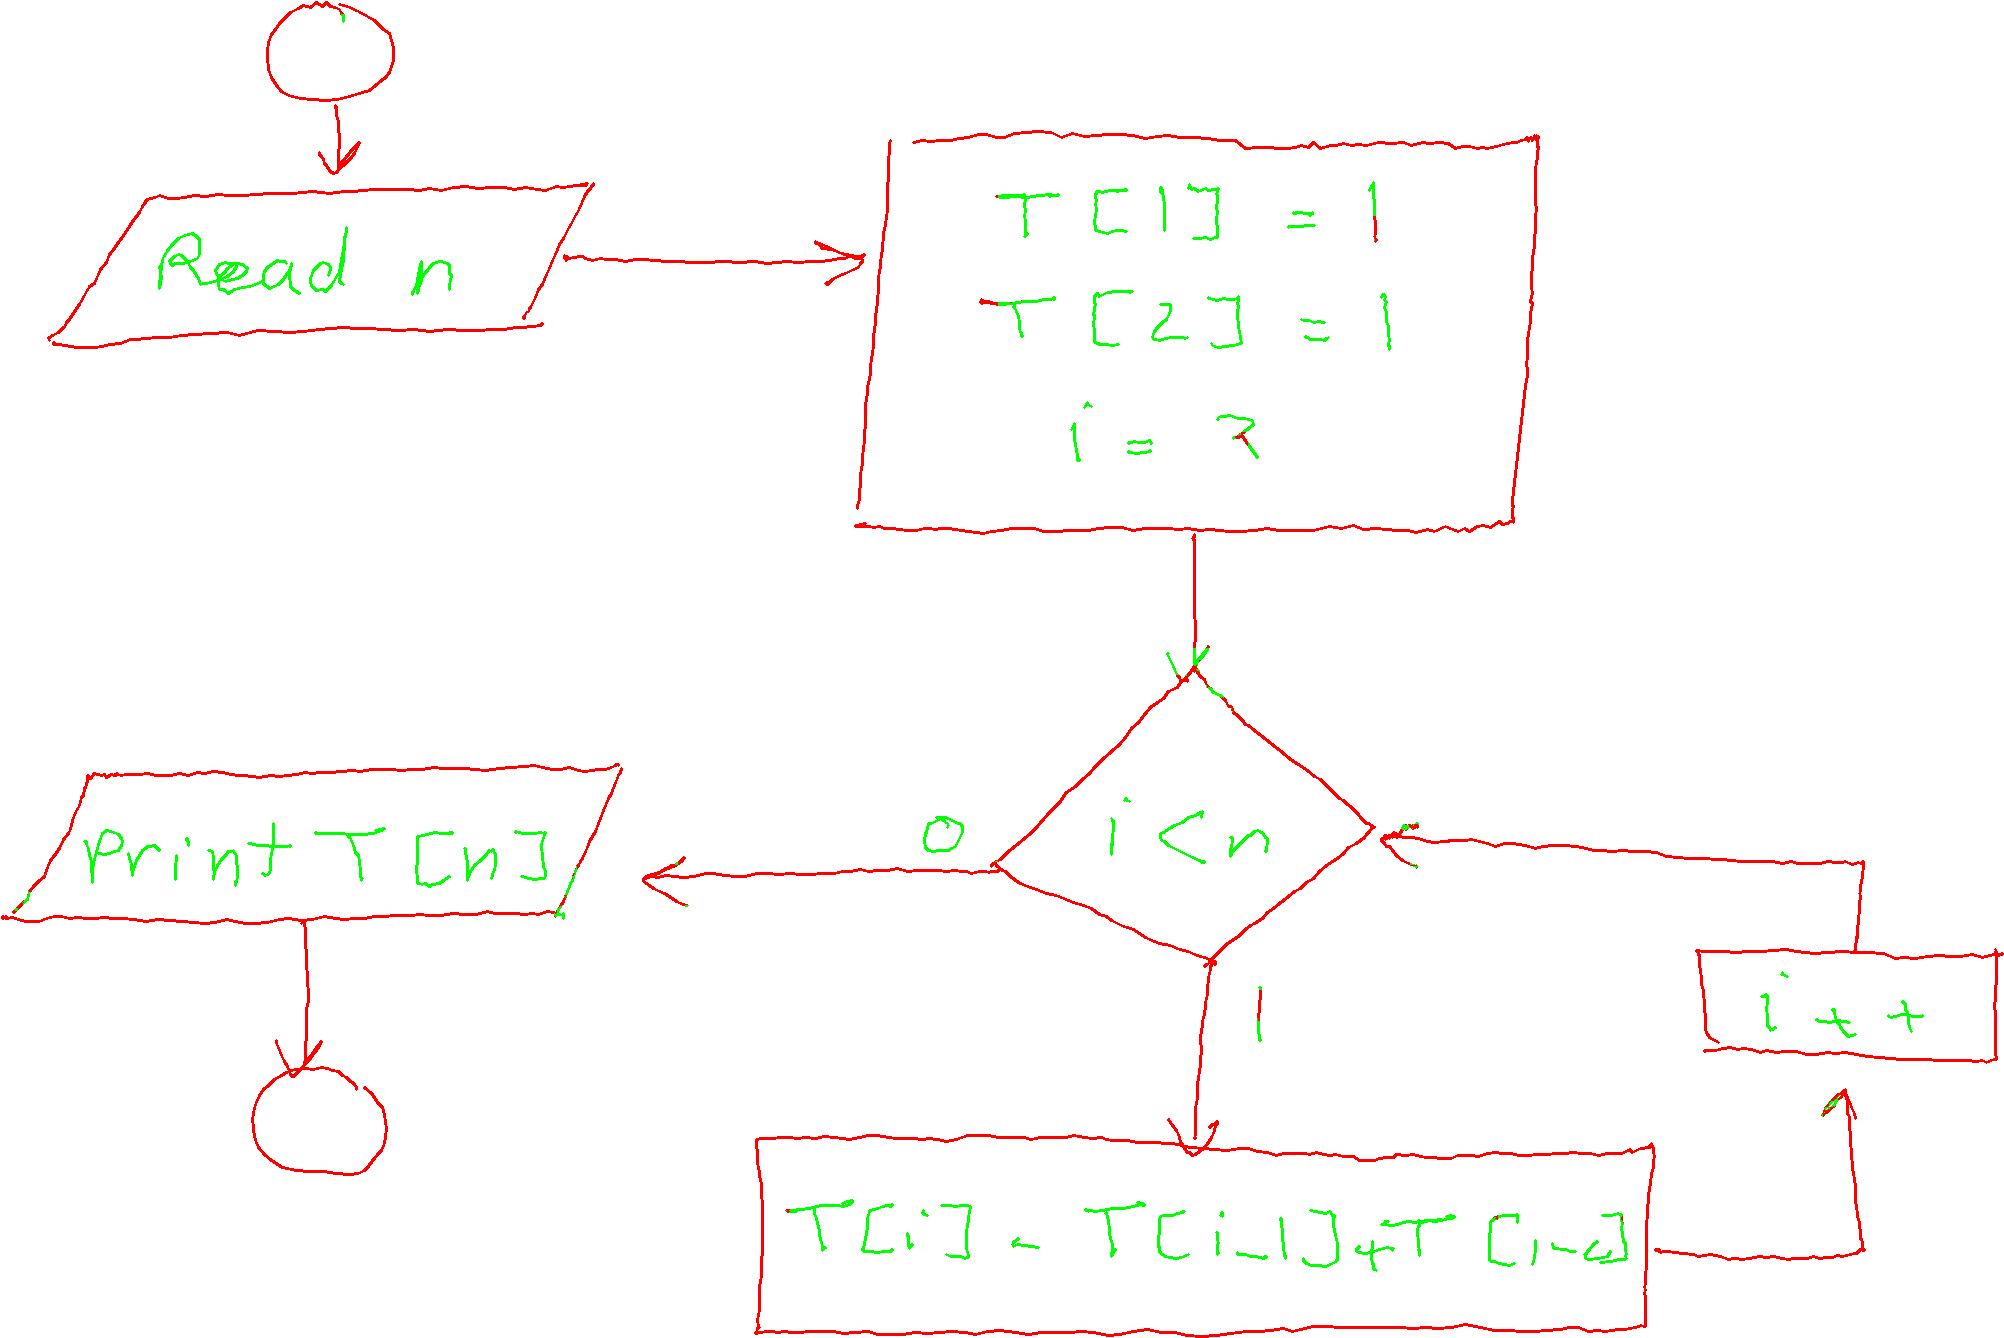 Read n
T [1] = 1
T [2] = 1
i = 3
i < n
0
Print T [n]
1
i + +
T[i] - T[i-1]+T [i-2]